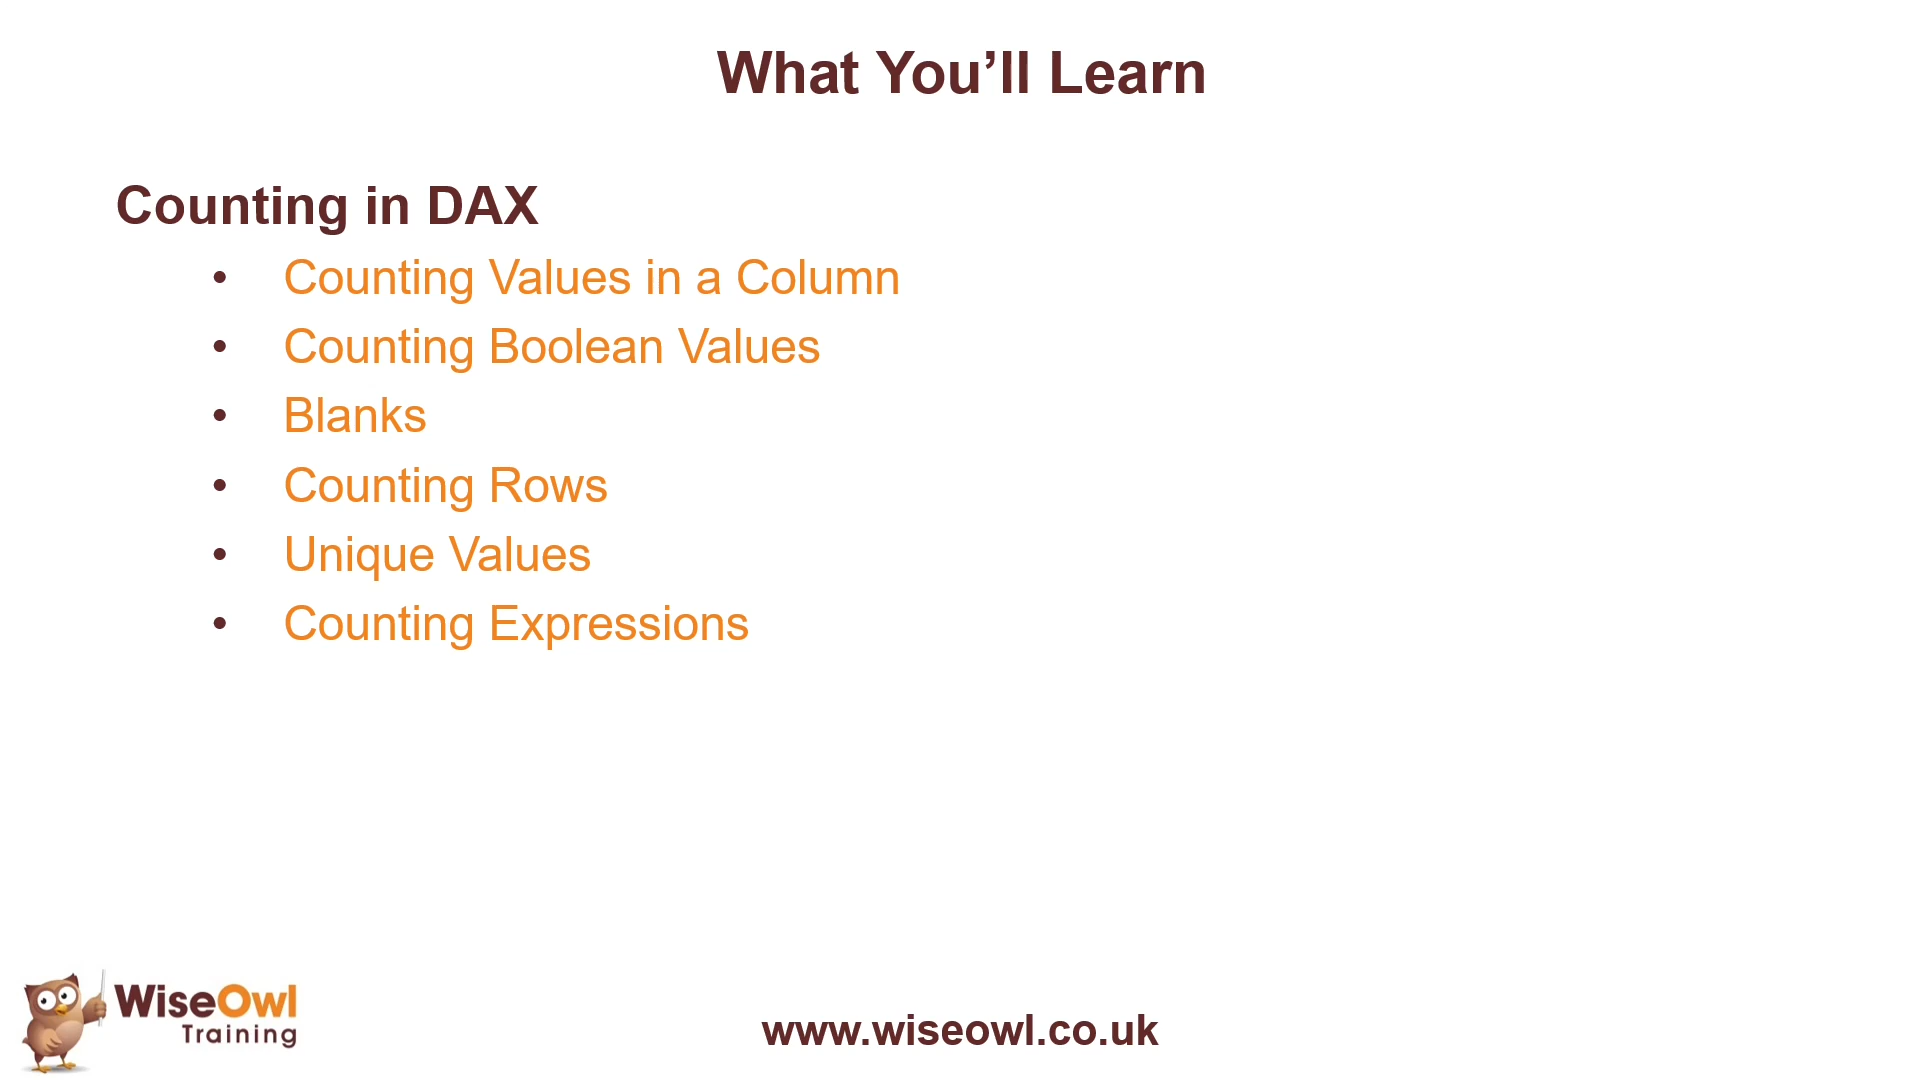 What You’ll Learn
Counting in DAX
• Counting Values in a Column
• Counting Boolean Values
• Blanks
• Counting Rows
• Unique Values
• Counting Expressions
WiseOwl
Training
www.wiseowl.co.uk